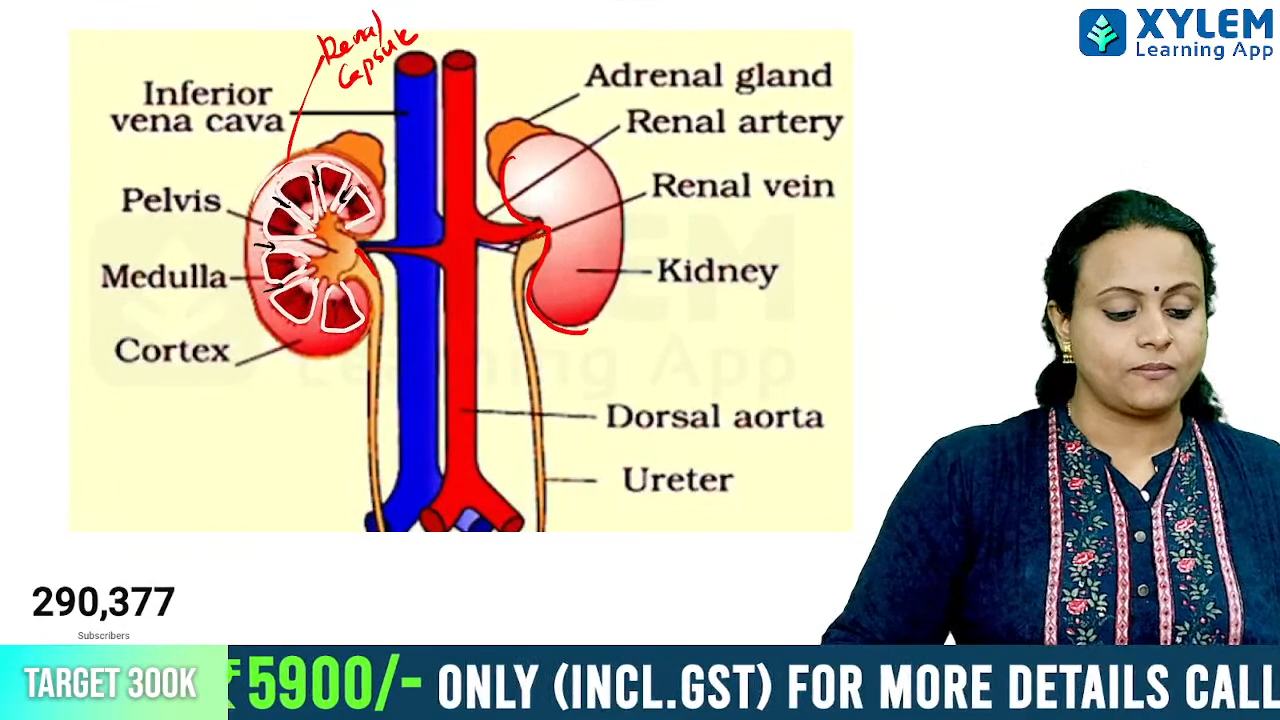 XYLEM
Learning App
Renal
Capsule
Inferior
vena cava
Adrenal gland
Renal artery
Pelvis
Renal vein
Medulla
Kidney
Cortex
Dorsal aorta
Ureter
290,377
Subscribers
TARGET 300K
₹5900/- ONLY (INCL.GST) FOR MORE DETAILS CALL